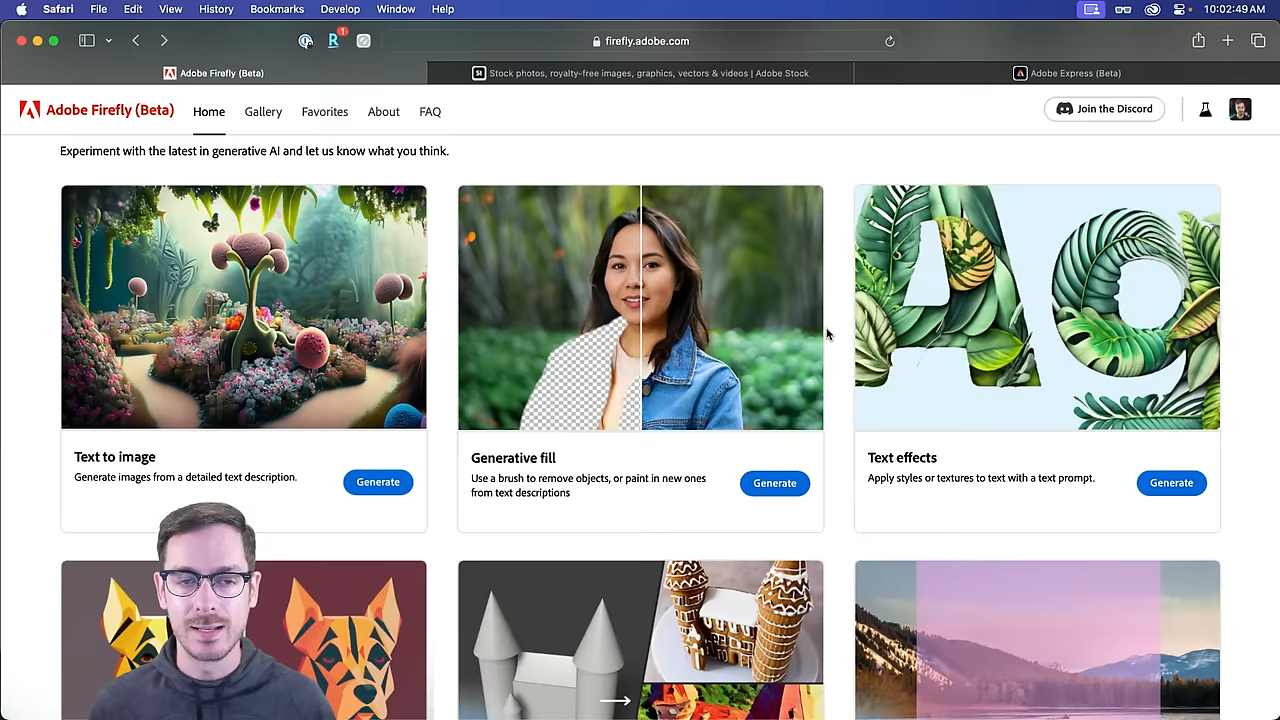 Safari File Edit View History Bookmarks Develop Window Help 10:02:49 AM
R 1 firefly.adobe.com
Adobe Firefly (Beta) St Stock photos, royalty-free images, graphics, vectors & videos | Adobe Stock Adobe Express (Beta)
Adobe Firefly (Beta) Home Gallery Favorites About FAQ Join the Discord
Experiment with the latest in generative AI and let us know what you think.
Ag
Text to image
Generate images from a detailed text description.
Generate
Generative fill
Use a brush to remove objects, or paint in new ones
from text descriptions
Generate
Text effects
Apply styles or textures to text with a text prompt.
Generate